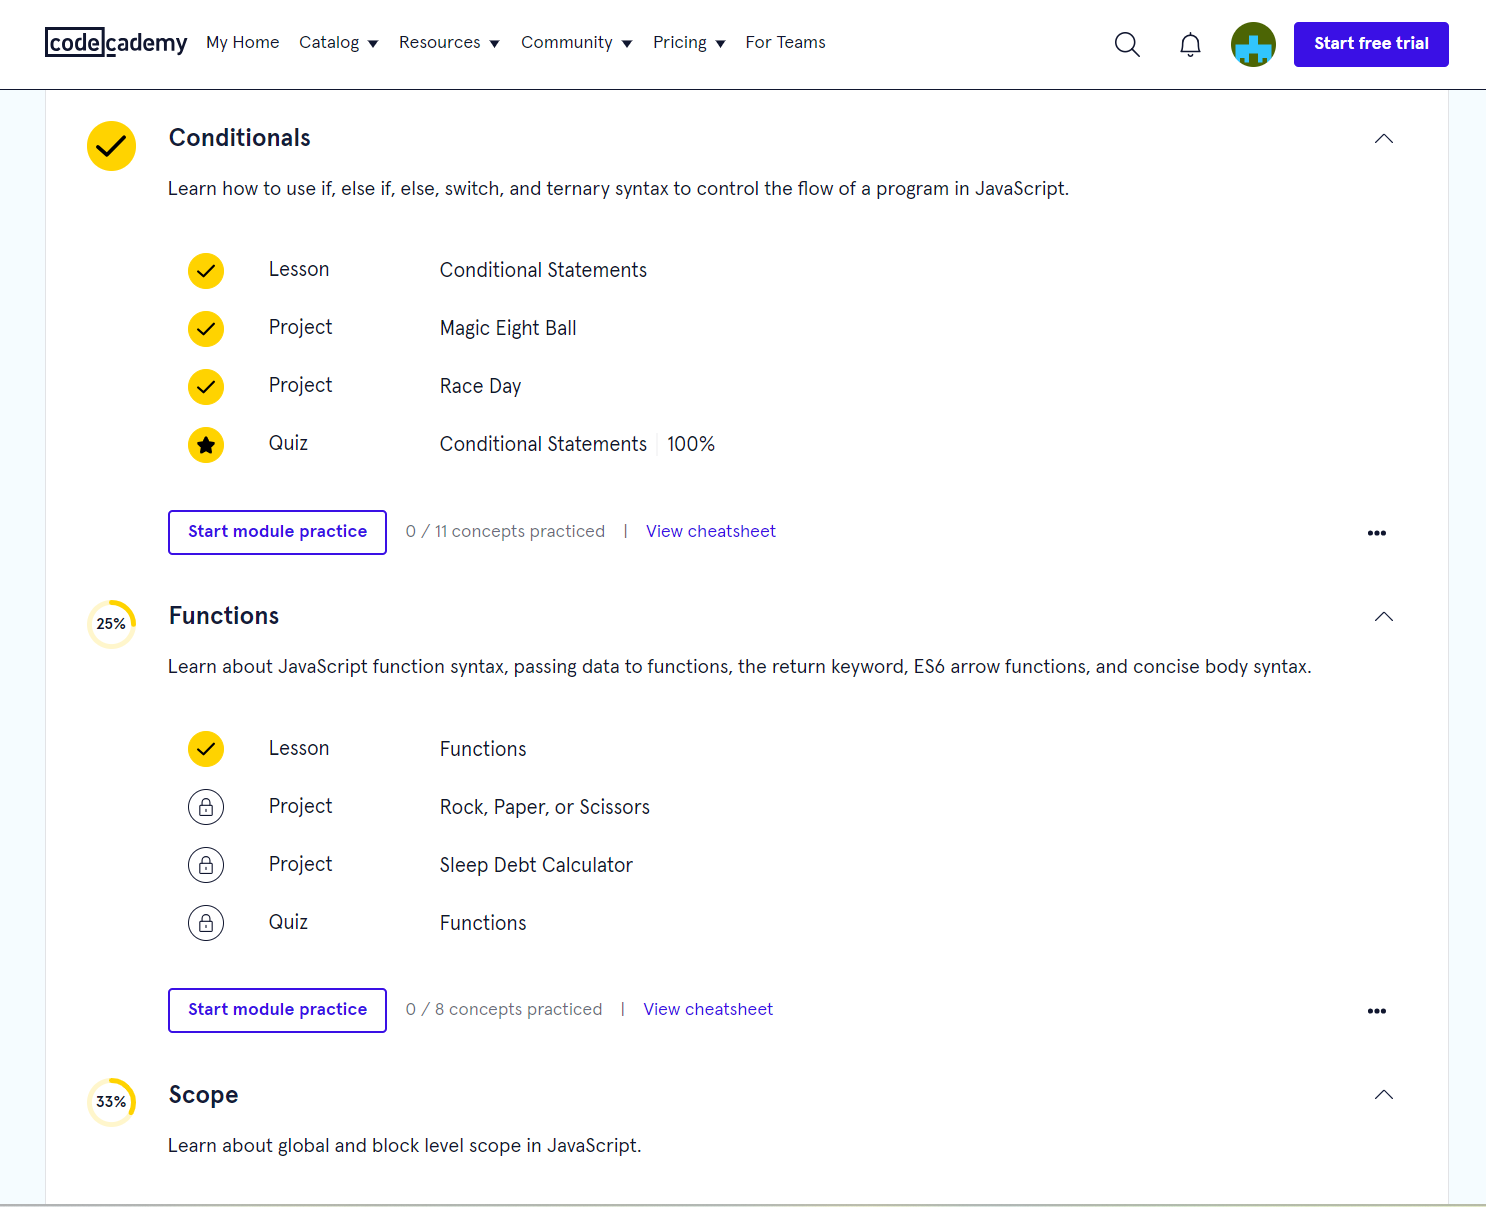 codecademy My Home Catalog Resources Community Pricing For Teams Start free trial
Conditionals
Learn how to use if, else if, else, switch, and ternary syntax to control the flow of a program in JavaScript.
Lesson Conditional Statements
Project Magic Eight Ball
Project Race Day
Quiz Conditional Statements 100%
Start module practice 0 / 11 concepts practiced | View cheatsheet
25% Functions
Learn about JavaScript function syntax, passing data to functions, the return keyword, ES6 arrow functions, and concise body syntax.
Lesson Functions
Project Rock, Paper, or Scissors
Project Sleep Debt Calculator
Quiz Functions
Start module practice 0 / 8 concepts practiced | View cheatsheet
33% Scope
Learn about global and block level scope in JavaScript.